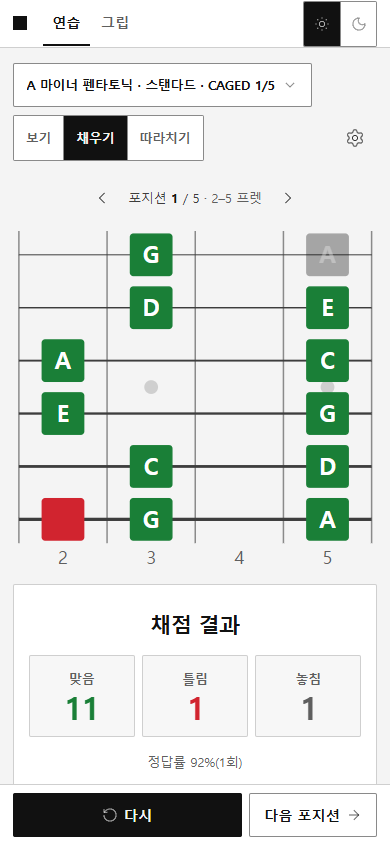 연습 그립
A 마이너 펜타토닉 · 스탠다드 · CAGED 1/5
보기 채우기 따라치기
포지션 1 / 5 · 2–5 프렛
G A
D E
A C
E G
C D
G A
2 3 4 5
채점 결과
맞음 틀림 놓침
11 1 1
정답률 92%(1회)
다시 다음 포지션